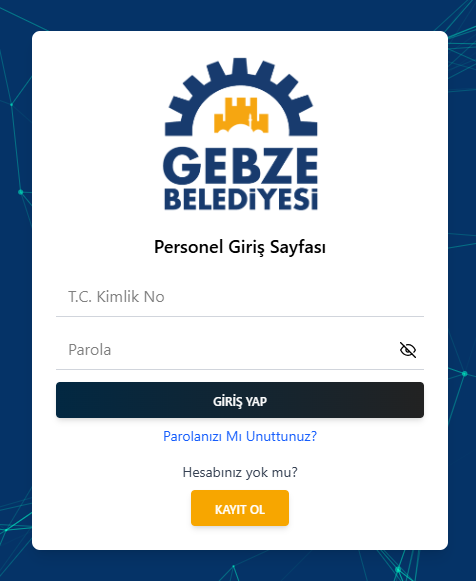 GEBZE
BELEDİYESİ
Personel Giriş Sayfası
T.C. Kimlik No
Parola
GİRİŞ YAP
Parolanızı Mı Unuttunuz?
Hesabınız yok mu?
KAYIT OL